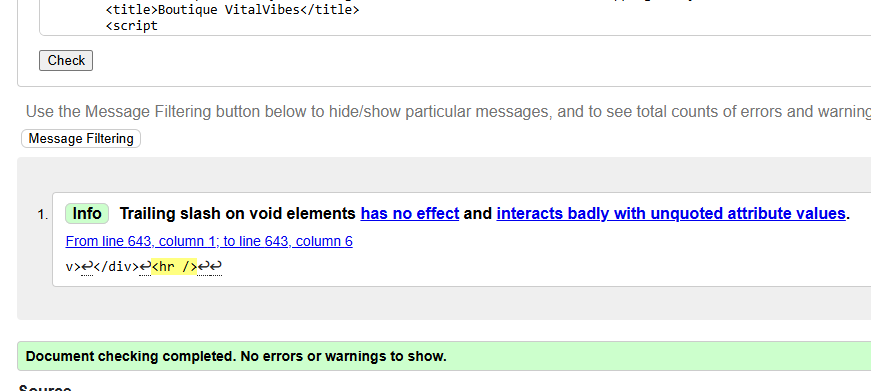 <title>Boutique VitalVibes</title>
<script
Check
Use the Message Filtering button below to hide/show particular messages, and to see total counts of errors and warning
Message Filtering
1. Info Trailing slash on void elements has no effect and interacts badly with unquoted attribute values.
From line 643, column 1; to line 643, column 6
v>↩</div>↩<hr />↩↩
Document checking completed. No errors or warnings to show.
Source